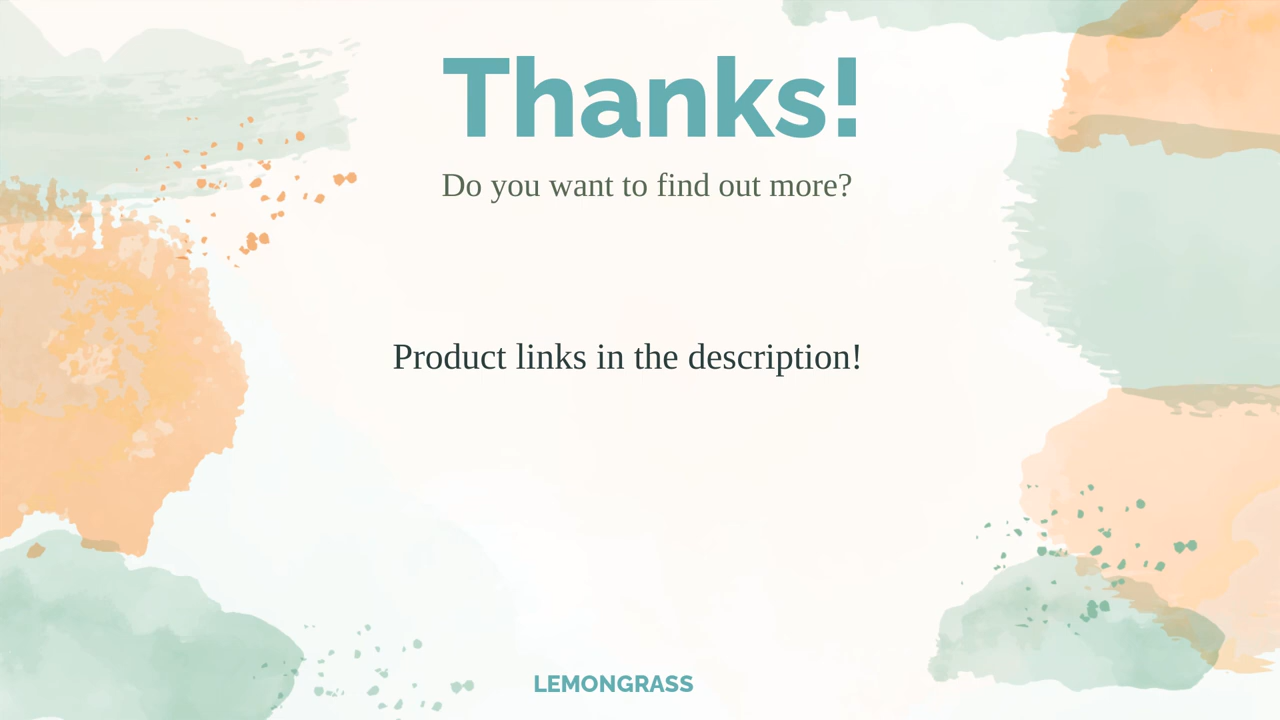 Thanks!
Do you want to find out more?
Product links in the description!
LEMONGRASS